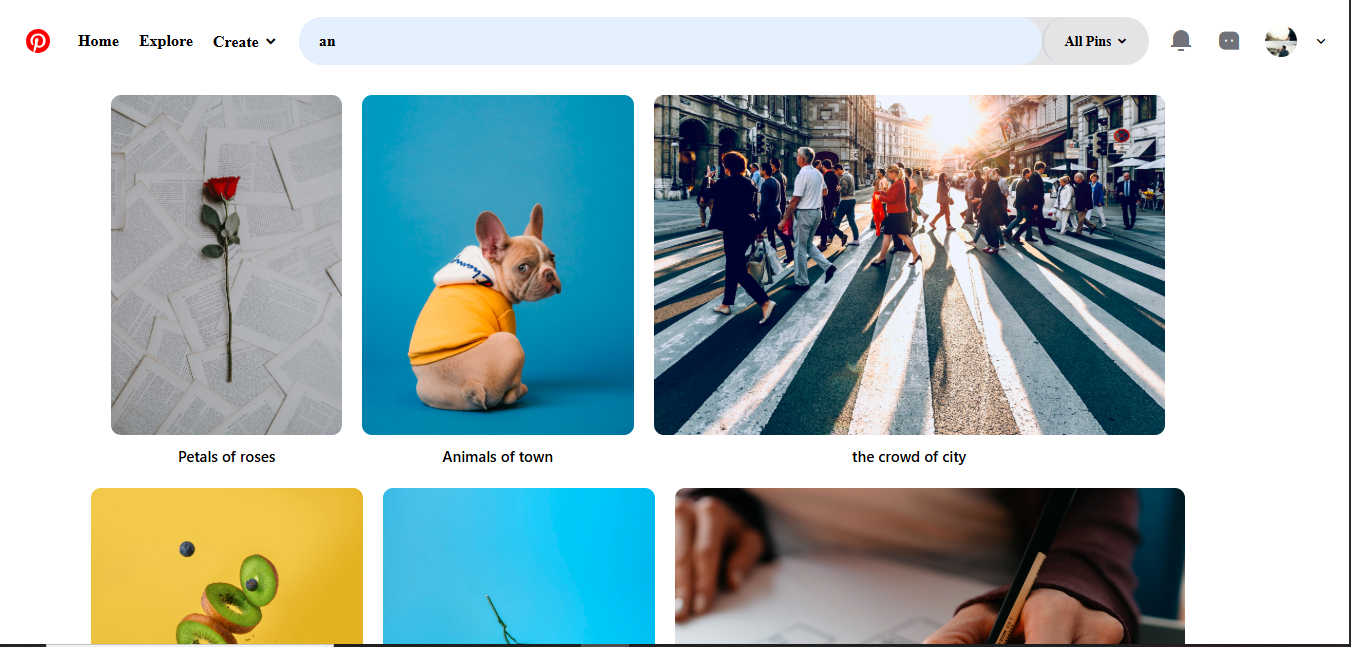 Home Explore Create an All Pins
Petals of roses Animals of town the crowd of city